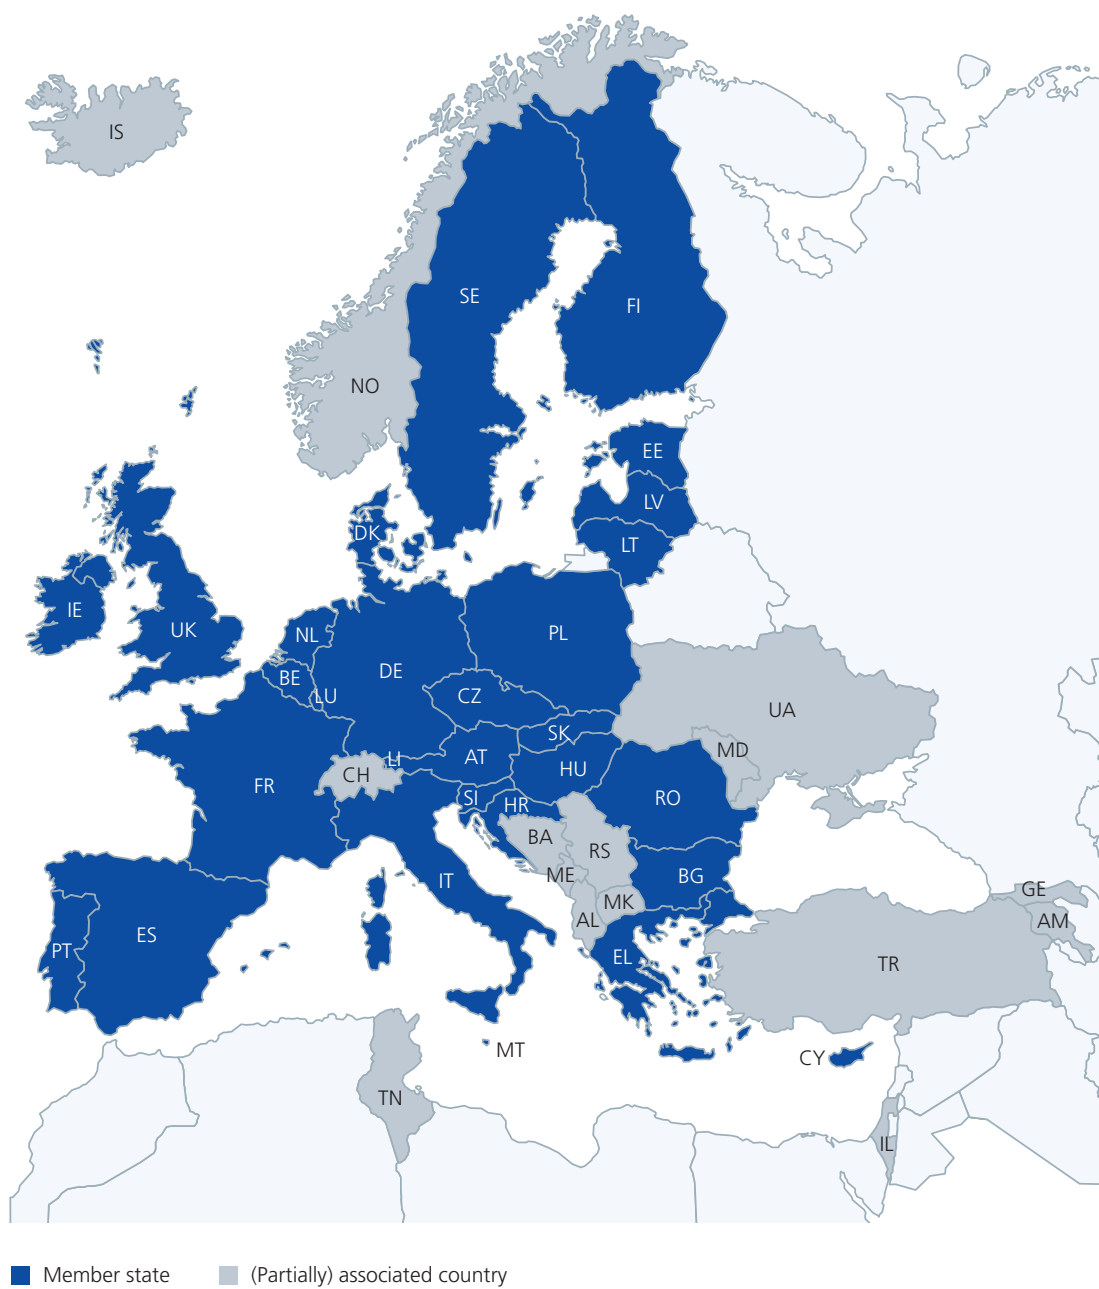 IS
SE
FI
NO
EE
LV
DK
LT
IE
UK
NL
PL
BE
DE
LU
CZ
UA
SK
MD
LI
AT
CH
HU
FR
SI
HR
RO
BA
RS
ME
BG
IT
MK
GE
AL
AM
ES
PT
EL
TR
MT
CY
TN
IL
Member state
(Partially) associated country